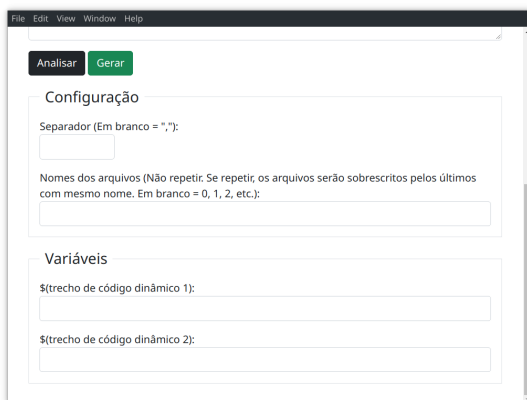 File Edit View Window Help
Analisar Gerar
Configuração
Separador (Em branco = ","):
Nomes dos arquivos (Não repetir. Se repetir, os arquivos serão sobrescritos pelos últimos
com mesmo nome. Em branco = 0, 1, 2, etc.):
Variáveis
$(trecho de código dinâmico 1):
$(trecho de código dinâmico 2):